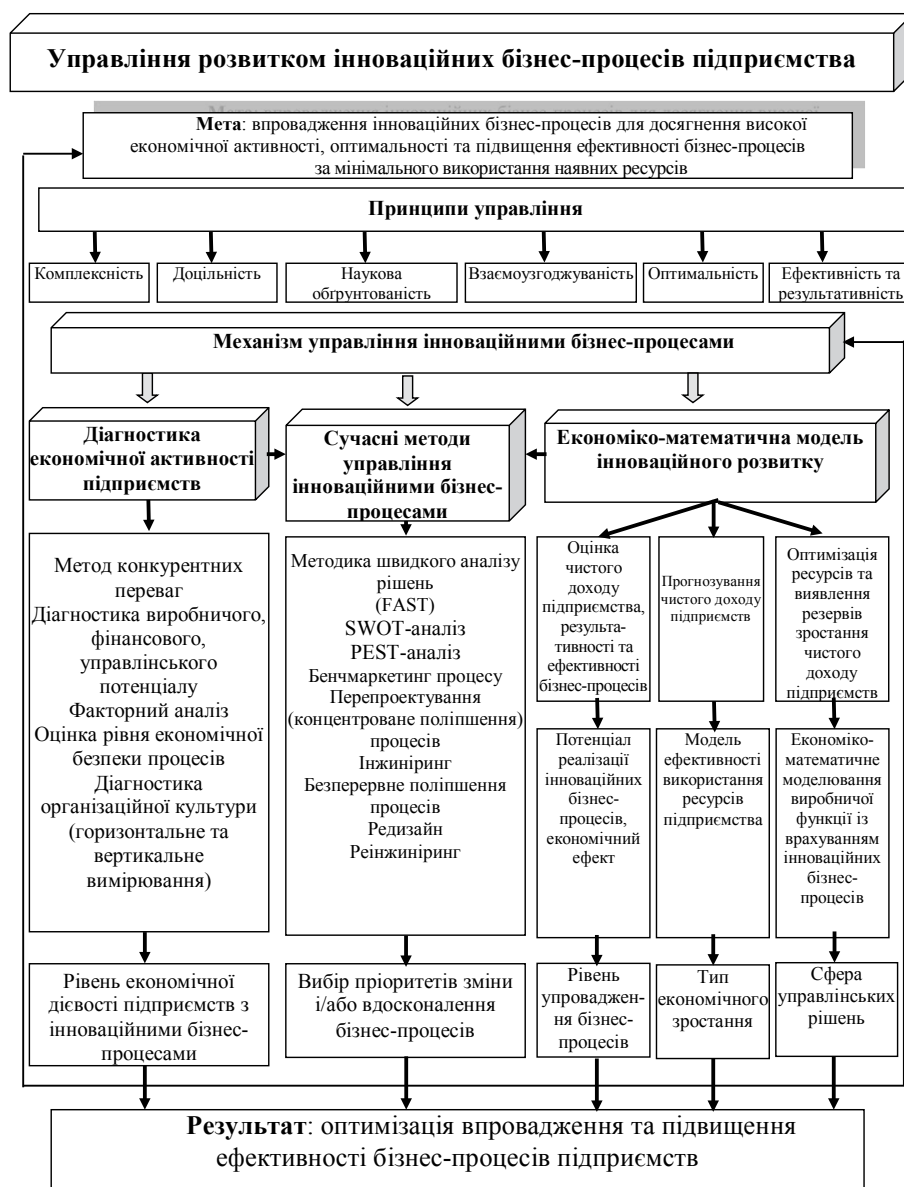 Управління розвитком інноваційних бізнес-процесів підприємства
Мета: впровадження інноваційних бізнес-процесів для досягнення високої
економічної активності, оптимальності та підвищення ефективності бізнес-процесів
за мінімального використання наявних ресурсів
Принципи управління
Комплексність
Доцільність
Наукова
обґрунтованість
Взаємоузгоджуваність
Оптимальність
Ефективність та
результативність
Механізм управління інноваційними бізнес-процесами
Діагностика
економічної активності
підприємств
Сучасні методи
управління
інноваційними бізнес-
процесами
Економіко-математична модель
інноваційного розвитку
Метод конкурентних
переваг
Діагностика виробничого,
фінансового,
управлінського
потенціалу
Факторний аналіз
Оцінка рівня економічної
безпеки процесів
Діагностика
організаційної культури
(горизонтальне та
вертикальне
вимірювання)
Методика швидкого аналізу
рішень
(FAST)
SWOT-аналіз
PEST-аналіз
Бенчмаркетинг процесу
Перепроектування
(концентроване поліпшення)
процесів
Інжиніринг
Безперервне поліпшення
процесів
Редизайн
Реінжиніринг
Оцінка
чистого доходу
підприємства,
результа-
тивності та
ефективності
бізнес-процесів
Прогнозування
чистого доходу
підприємств
Оптимізація
ресурсів та
виявлення
резервів
зростання
чистого
доходу
підприємств
Потенціал
реалізації
інноваційних
бізнес-
процесів,
економічний
ефект
Модель
ефективності
використання
ресурсів
підприємства
Економіко-
математичне
моделювання
виробничої
функції із
врахуванням
інноваційних
бізнес-
процесів
Рівень економічної
дієвості підприємств з
інноваційними бізнес-
процесами
Вибір пріоритетів зміни
і/або вдосконалення
бізнес-процесів
Рівень
упроваджен-
ня бізнес-
процесів
Тип
економічного
зростання
Сфера
управлінських
рішень
Результат: оптимізація впровадження та підвищення
ефективності бізнес-процесів підприємств